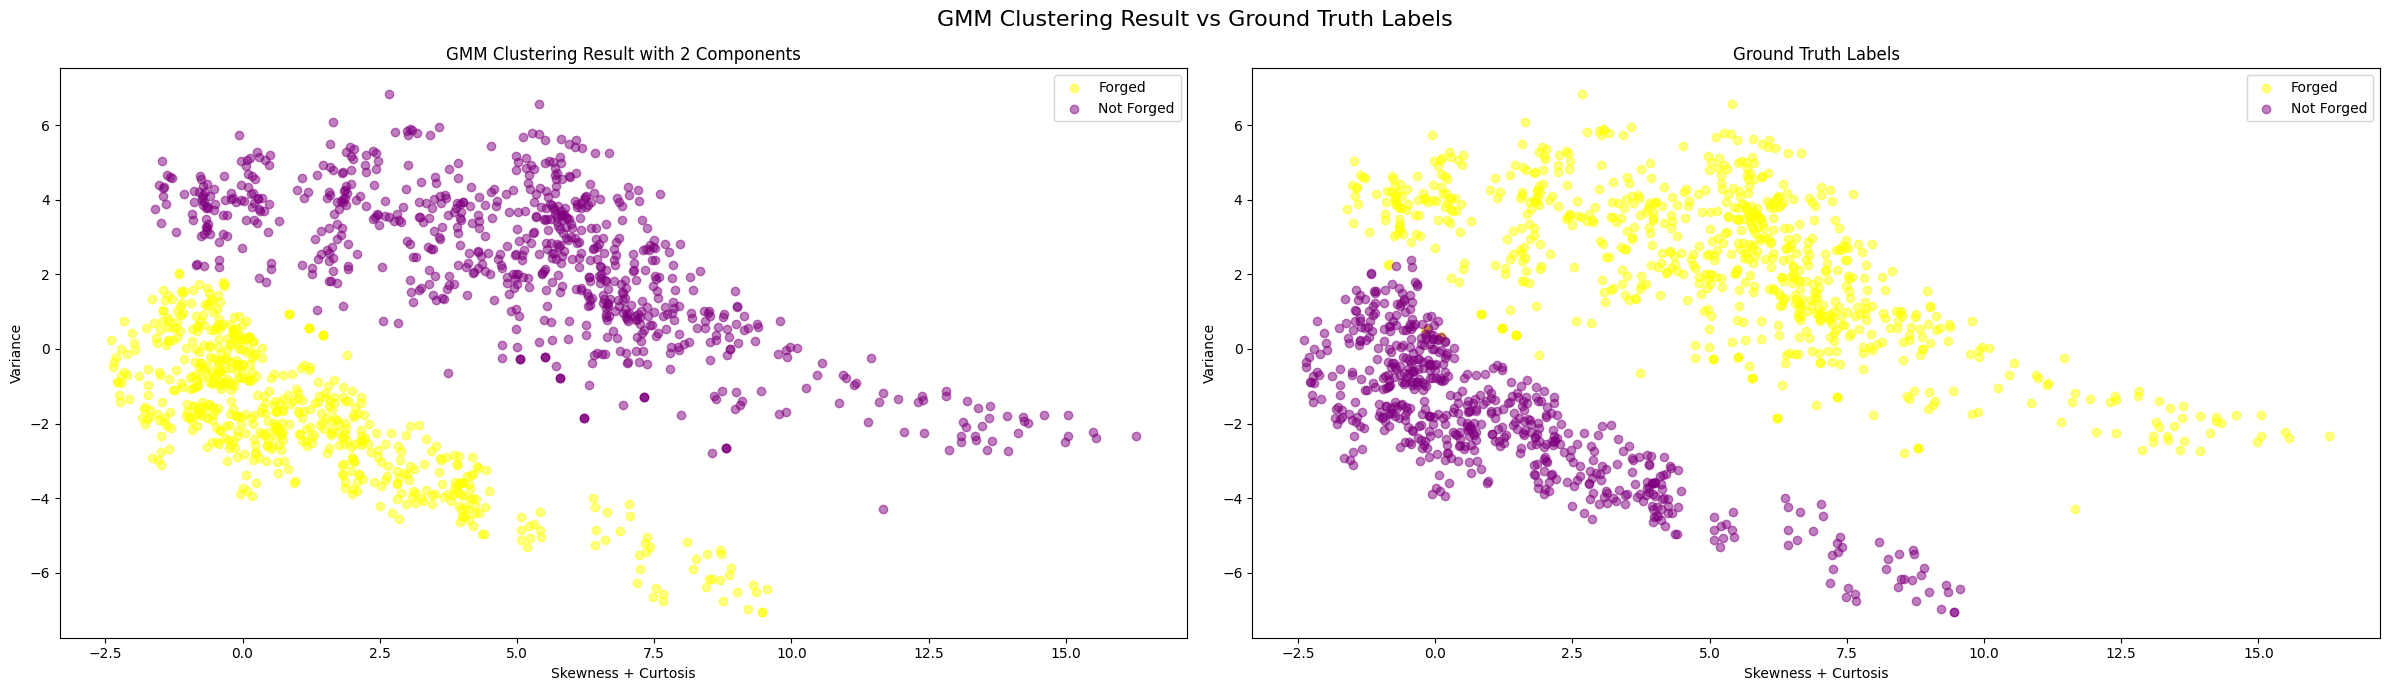 GMM Clustering Result vs Ground Truth Labels
GMM Clustering Result with 2 Components
Forged
Not Forged
Variance
6
4
2
0
−2
−4
−6
−2.5 0.0 2.5 5.0 7.5 10.0 12.5 15.0
Skewness + Curtosis
Ground Truth Labels
Forged
Not Forged
Variance
6
4
2
0
−2
−4
−6
−2.5 0.0 2.5 5.0 7.5 10.0 12.5 15.0
Skewness + Curtosis